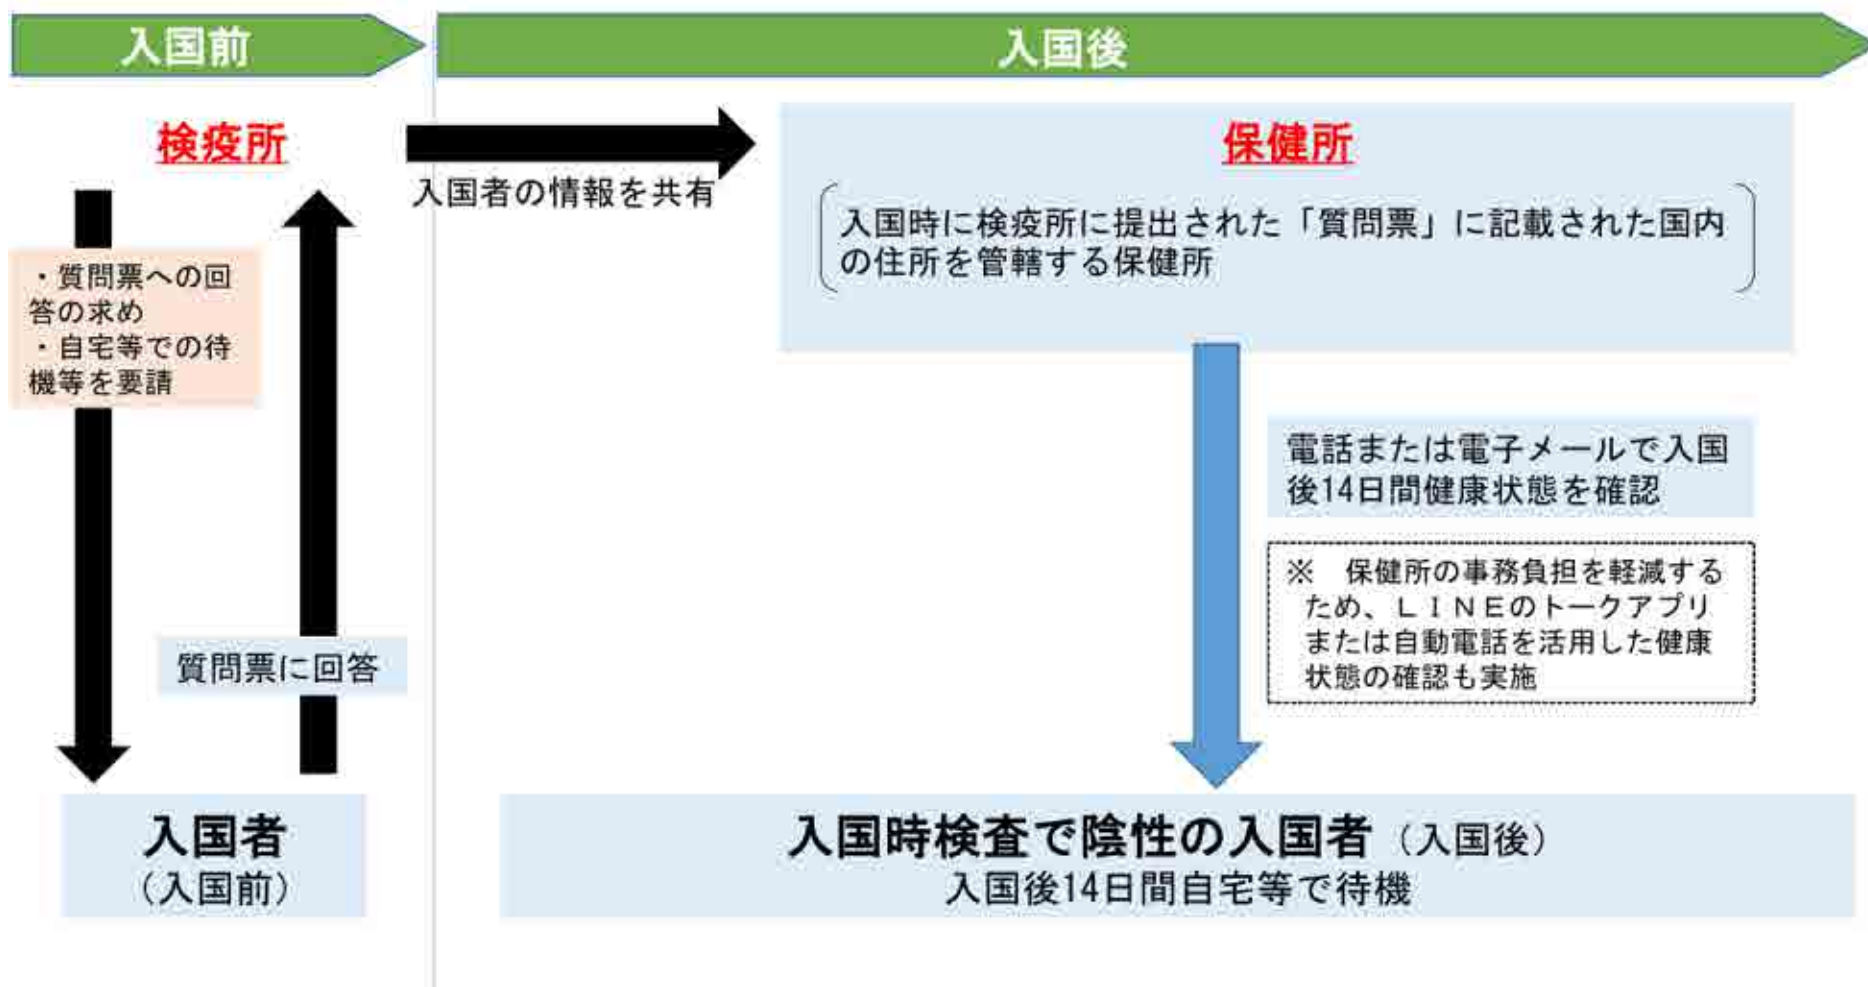 入国前
入国後
検疫所
入国者の情報を共有
保健所
入国時に検疫所に提出された「質問票」に記載された国内
の住所を管轄する保健所
・質問票への回
答の求め
・自宅等での待
機等を要請
質問票に回答
電話または電子メールで入国
後14日間健康状態を確認
※　保健所の事務負担を軽減する
ため、ＬＩＮＥのトークアプリ
または自動電話を活用した健康
状態の確認も実施
入国者
（入国前）
入国時検査で陰性の入国者（入国後）
入国後14日間自宅等で待機